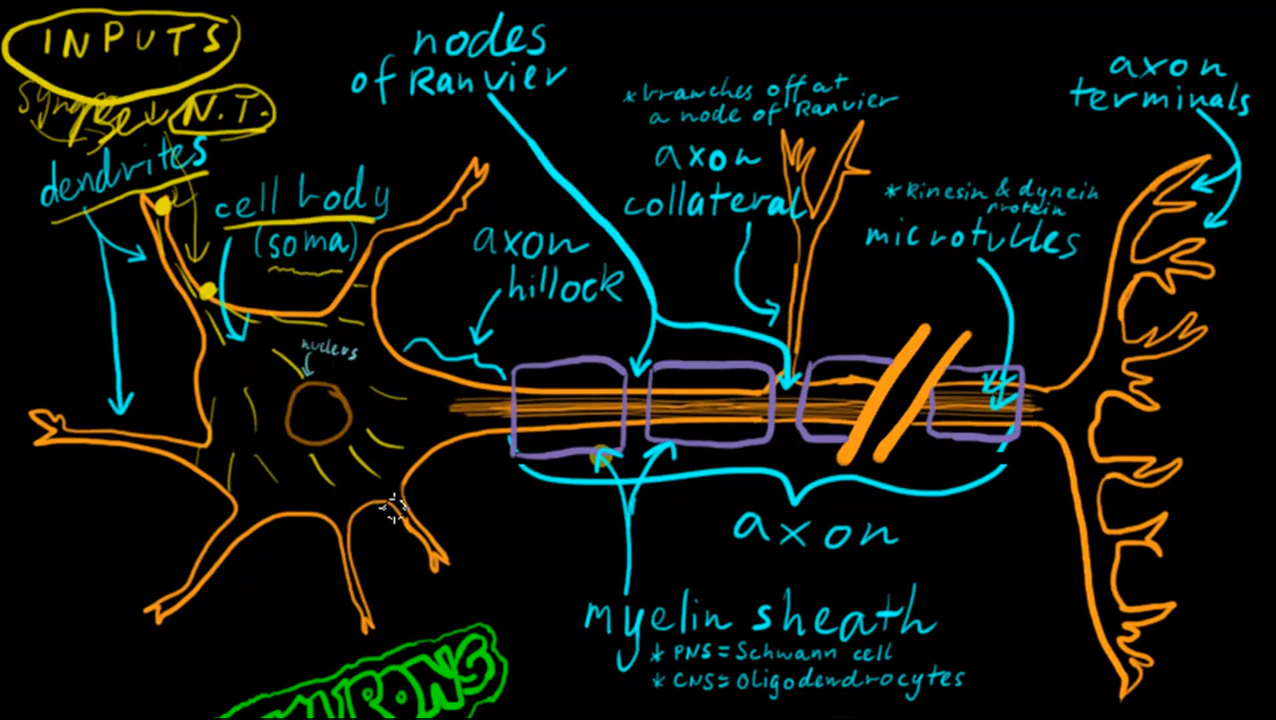 INPUTS
Synapse
N.T.
dendrites
cell body
(soma)
nucleus
axon
hillock
nodes
of Ranvier
*branches off at
a node of Ranvier
axon
collateral
*Kinesin & dynein
protein
microtubles
axon
terminals
axon
myelin sheath
* PNS = Schwann cell
* CNS = Oligodendrocytes